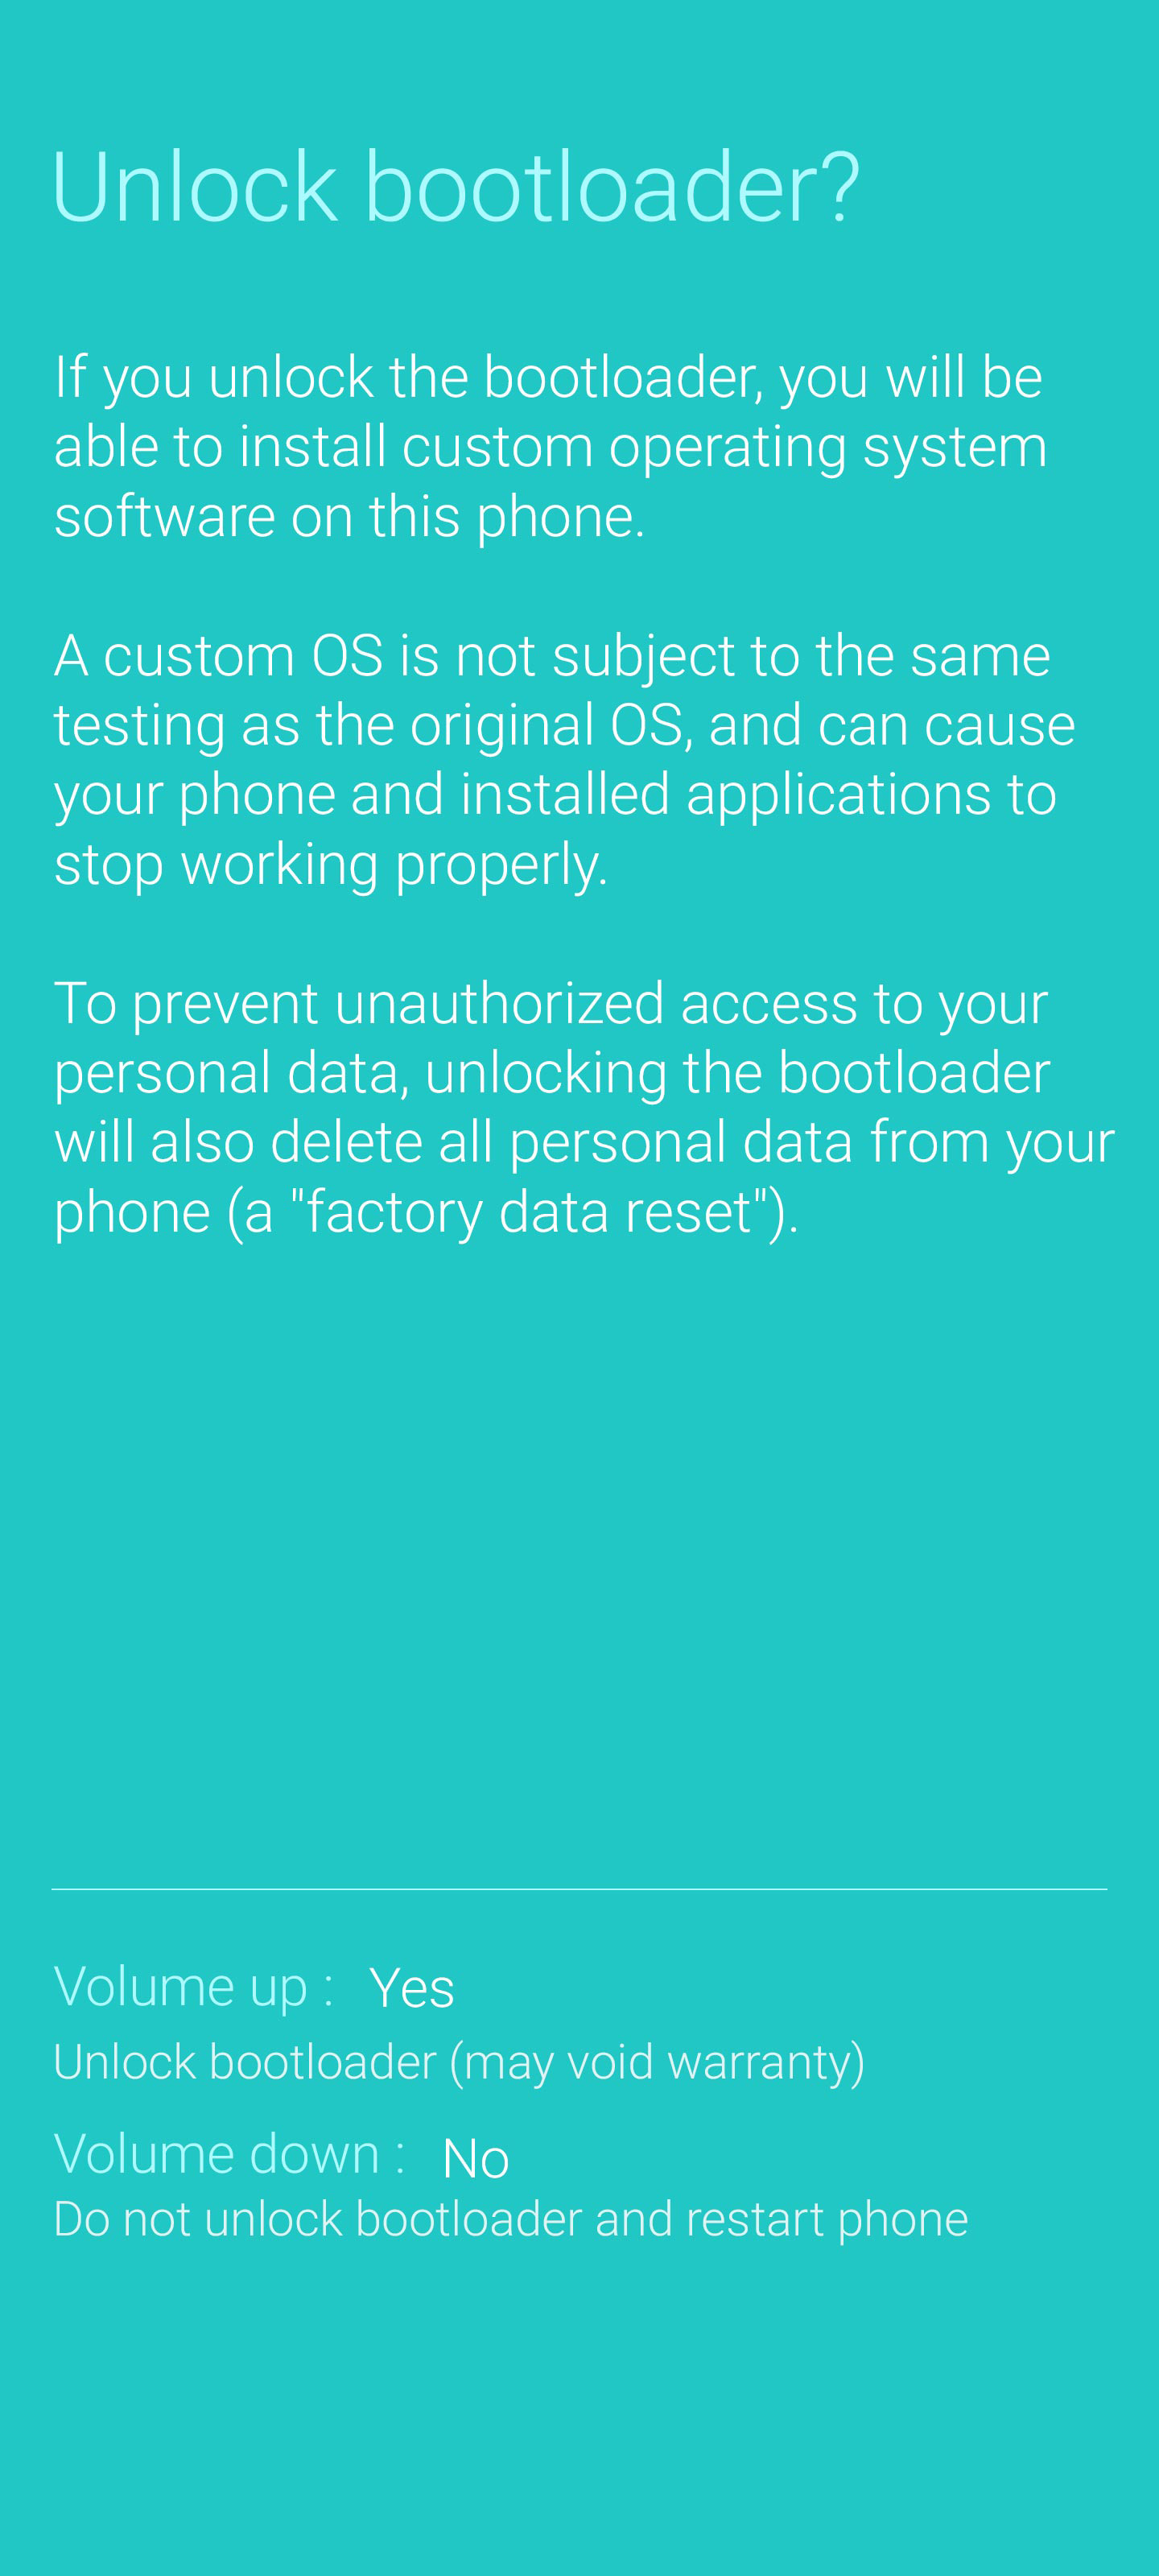 Unlock bootloader?
If you unlock the bootloader, you will be
able to install custom operating system
software on this phone.
A custom OS is not subject to the same
testing as the original OS, and can cause
your phone and installed applications to
stop working properly.
To prevent unauthorized access to your
personal data, unlocking the bootloader
will also delete all personal data from your
phone (a "factory data reset").
Volume up : Yes
Unlock bootloader (may void warranty)
Volume down : No
Do not unlock bootloader and restart phone